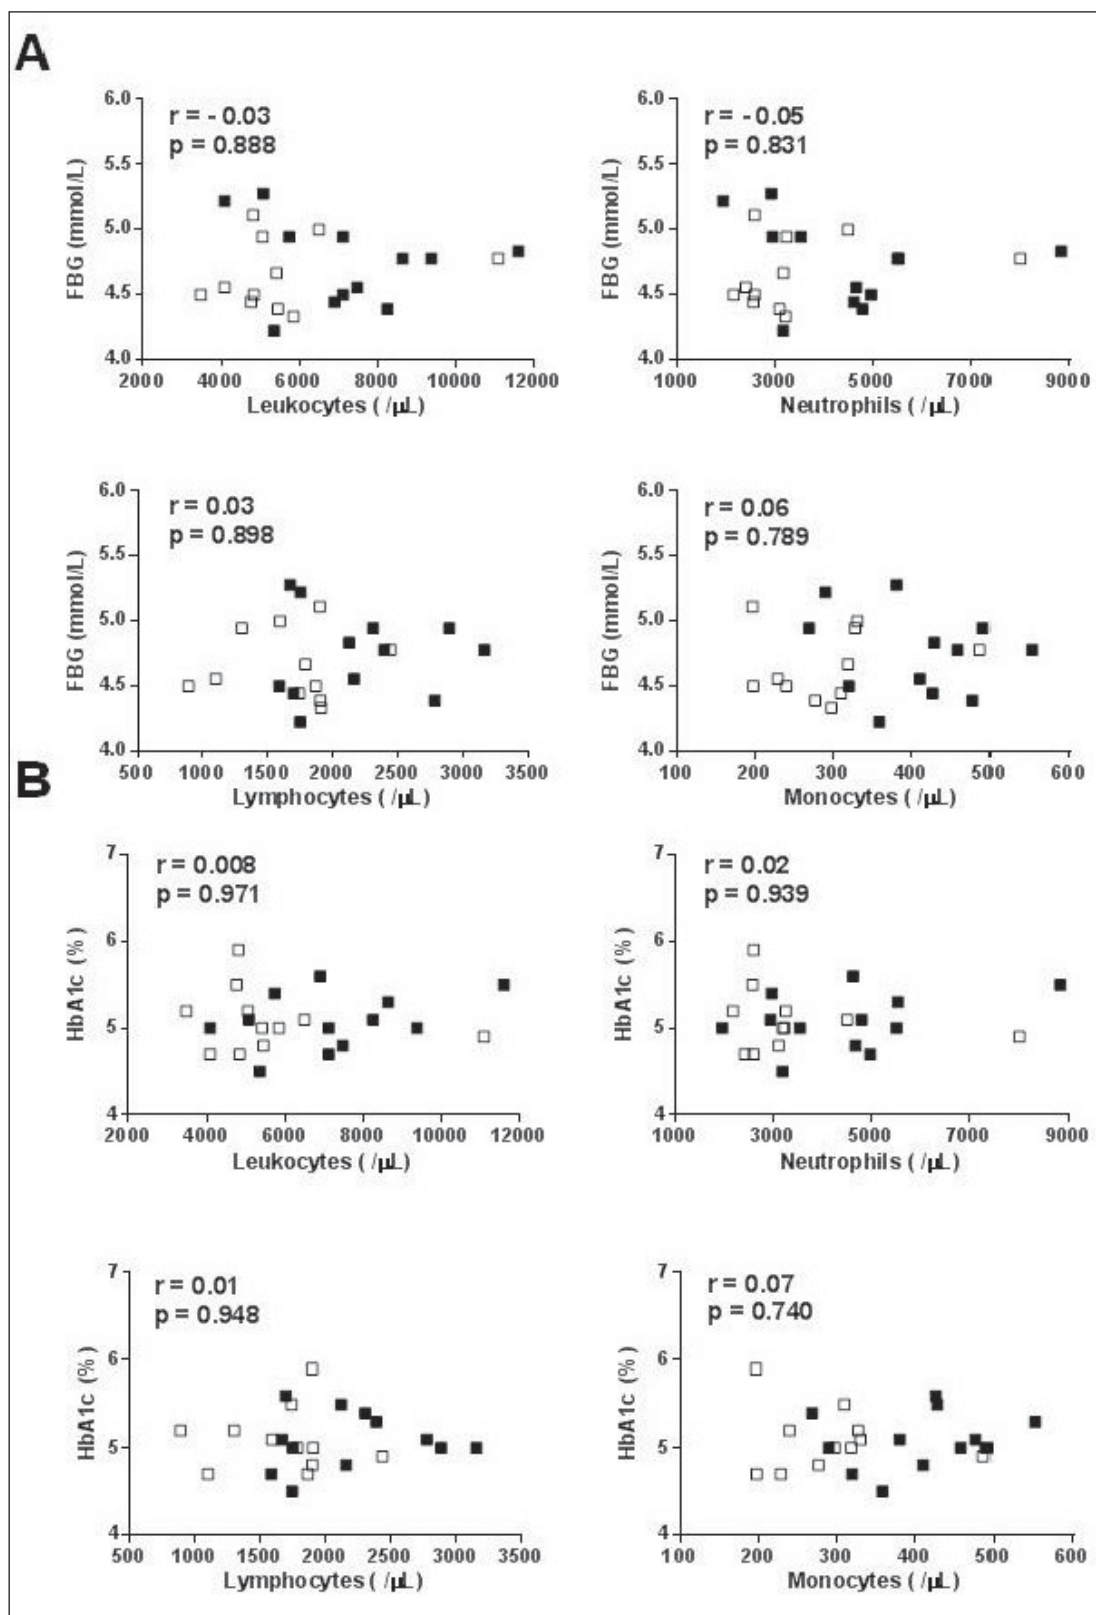 A
r = - 0.03
p = 0.888
FBG (mmol/L)
6.0
5.5
5.0
4.5
4.0
2000 4000 6000 8000 10000 12000
Leukocytes ( /µL)
r = - 0.05
p = 0.831
FBG (mmol/L)
6.0
5.5
5.0
4.5
4.0
1000 3000 5000 7000 9000
Neutrophils ( /µL)
r = 0.03
p = 0.898
FBG (mmol/L)
6.0
5.5
5.0
4.5
4.0
500 1000 1500 2000 2500 3000 3500
Lymphocytes ( /µL)
r = 0.06
p = 0.789
FBG (mmol/L)
6.0
5.5
5.0
4.5
4.0
100 200 300 400 500 600
Monocytes ( /µL)
B
r = 0.008
p = 0.971
HbA1c (%)
7
6
5
4
2000 4000 6000 8000 10000 12000
Leukocytes ( /µL)
r = 0.02
p = 0.939
HbA1c (%)
7
6
5
4
1000 3000 5000 7000 9000
Neutrophils ( /µL)
r = 0.01
p = 0.948
HbA1c (%)
7
6
5
4
500 1000 1500 2000 2500 3000 3500
Lymphocytes ( /µL)
r = 0.07
p = 0.740
HbA1c (%)
7
6
5
4
100 200 300 400 500 600
Monocytes ( /µL)